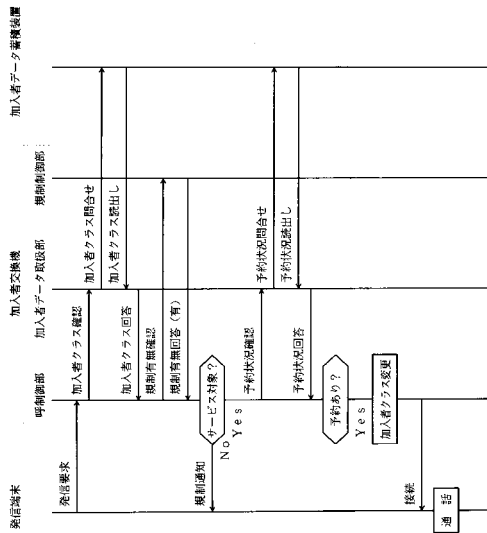 加入者交換機
発信端末
呼制御部
加入者データ取扱部
規制制御部
加入者データ蓄積装置
発信要求
加入者クラス確認
加入者クラス問合せ
加入者クラス読出し
加入者クラス回答
規制有無確認
規制有無回答(有)
サービス対象?
No
Yes
規制通知
予約状況確認
予約状況問合せ
予約状況読出し
予約状況回答
予約あり?
Yes
加入者クラス変更
接続
通話